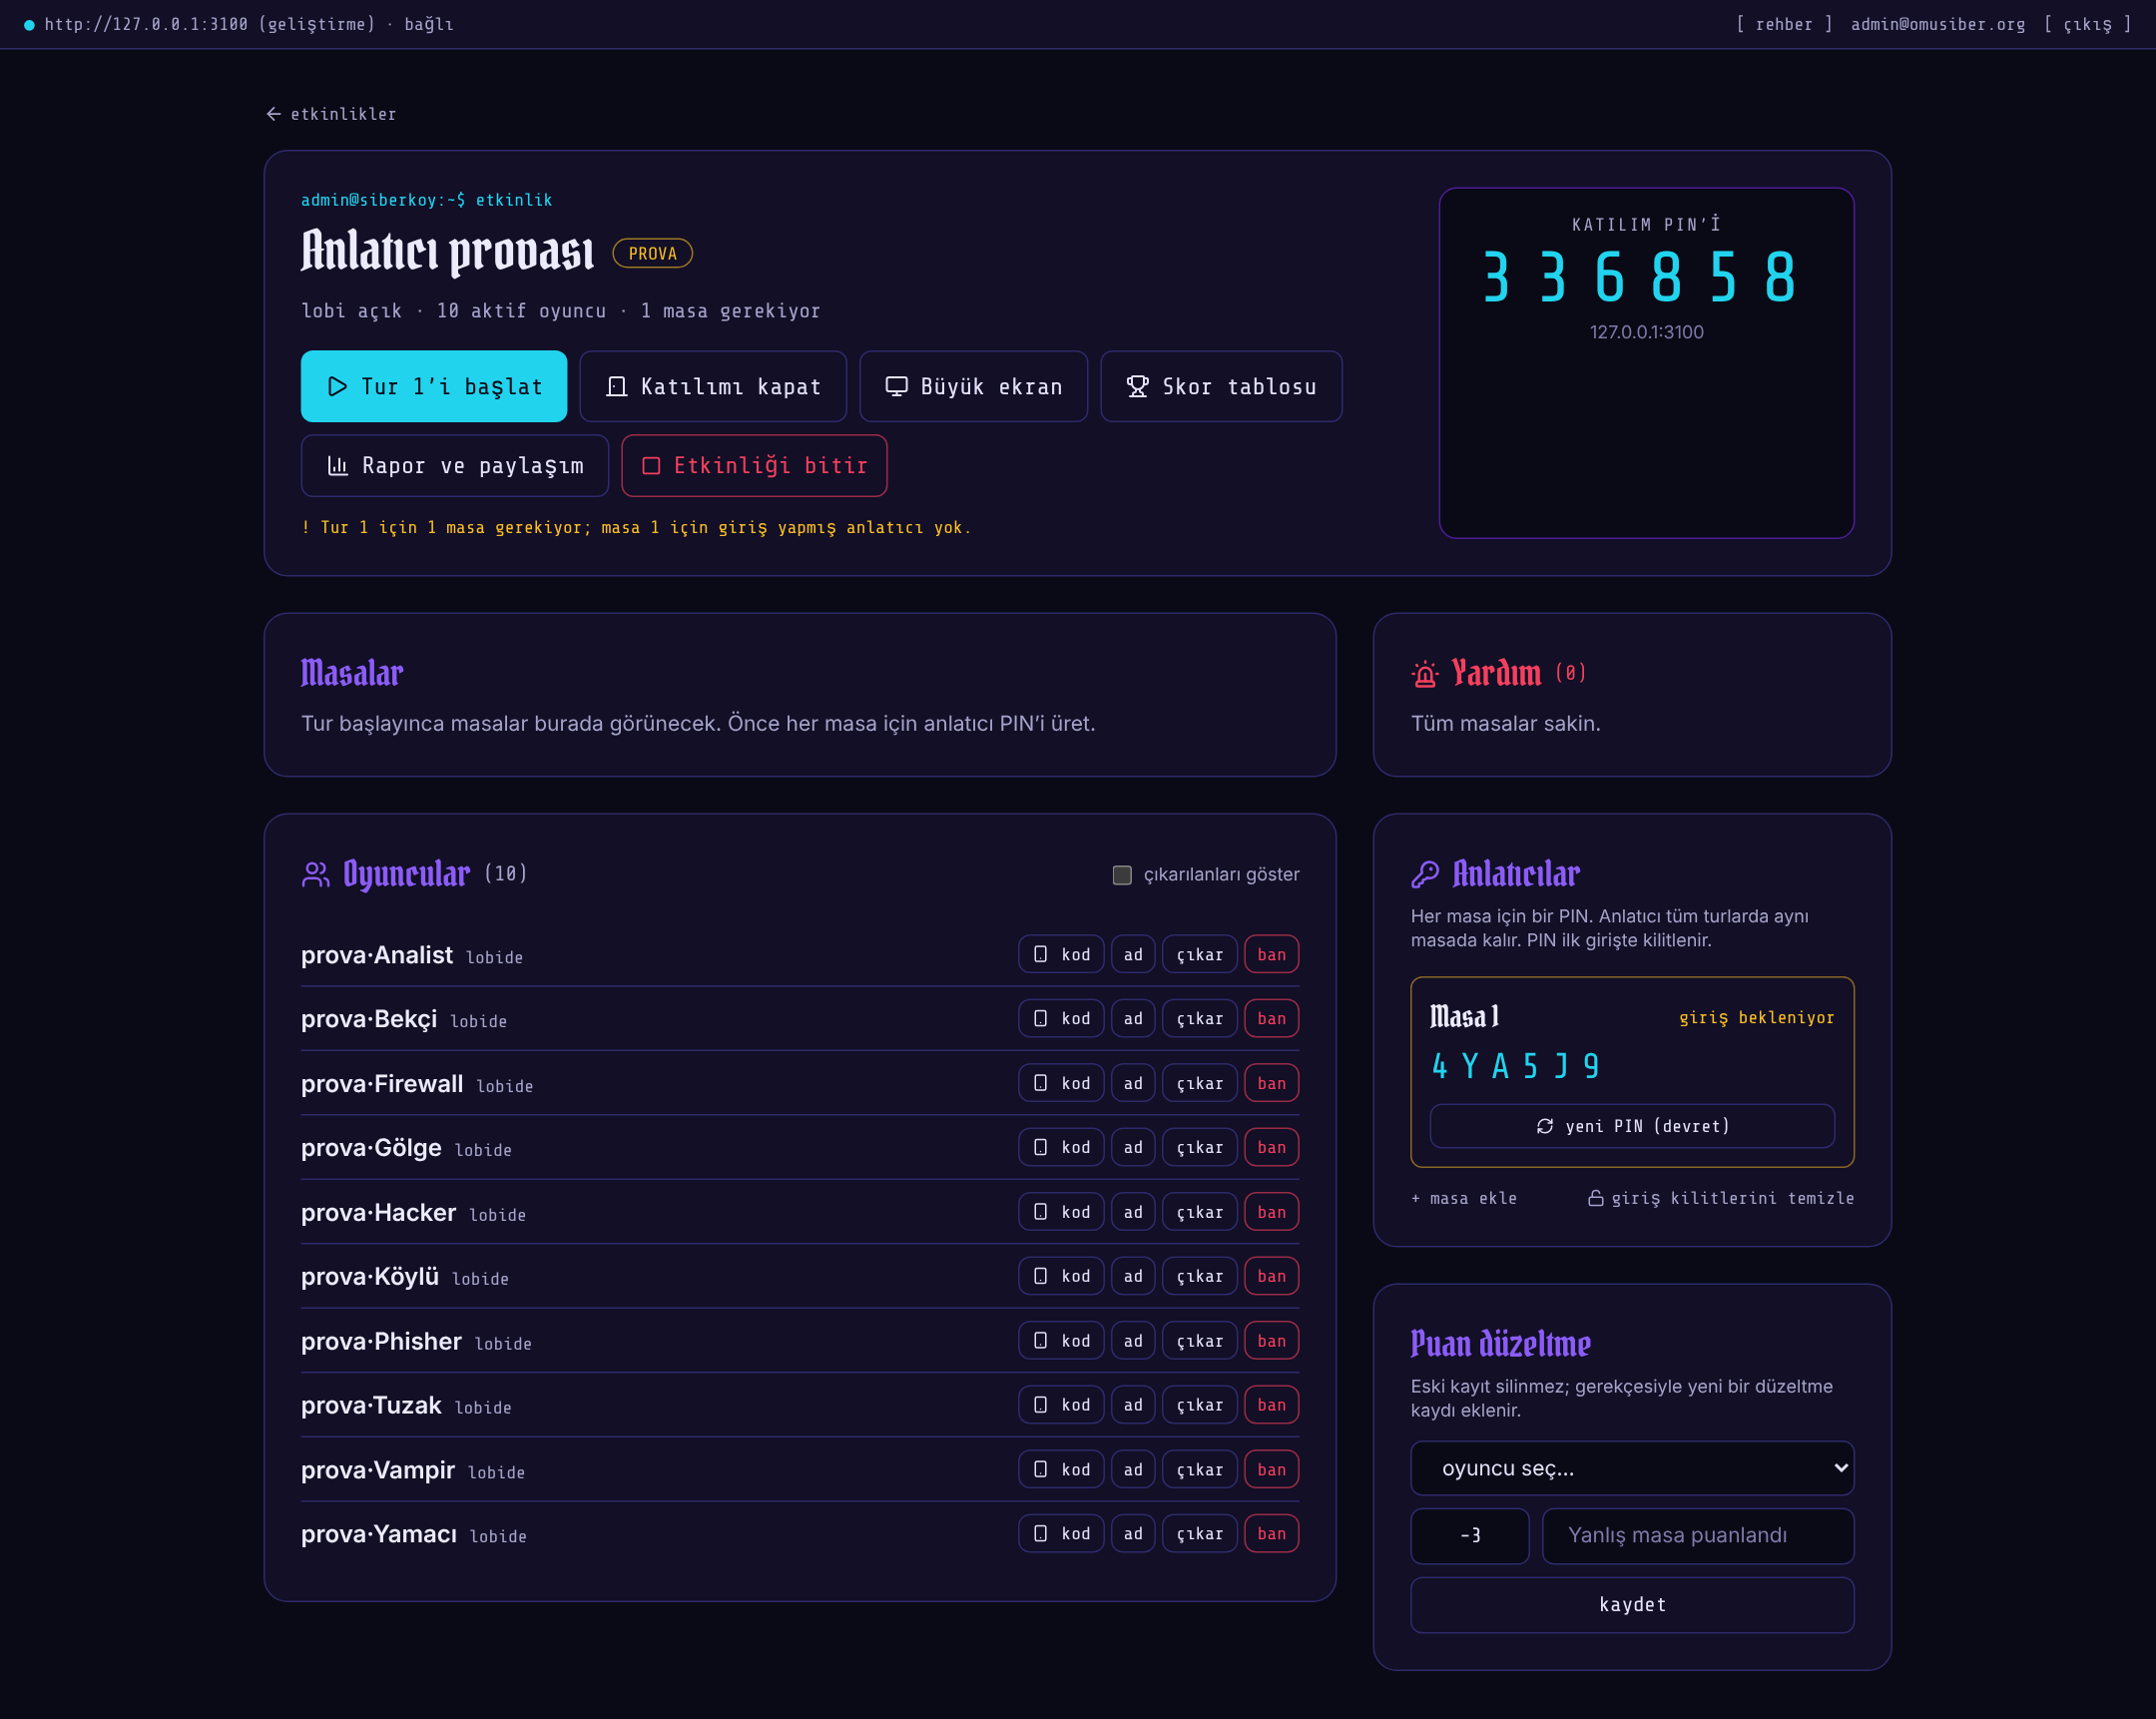 http://127.0.0.1:3100 (geliştirme) · bağlı
[ rehber ] admin@omusiber.org [ çıkış ]
← etkinlikler
admin@siberkoy:~$ etkinlik
Anlatıcı provası PROVA
lobi açık · 10 aktif oyuncu · 1 masa gerekiyor
Tur 1’i başlat
Katılımı kapat
Büyük ekran
Skor tablosu
Rapor ve paylaşım
Etkinliği bitir
! Tur 1 için 1 masa gerekiyor; masa 1 için giriş yapmış anlatıcı yok.
KATILIM PIN’İ
336858
127.0.0.1:3100
Masalar
Tur başlayınca masalar burada görünecek. Önce her masa için anlatıcı PIN’i üret.
Yardım (0)
Tüm masalar sakin.
Oyuncular (10)
çıkarılanları göster
prova·Analist lobide kod ad çıkar ban
prova·Bekçi lobide kod ad çıkar ban
prova·Firewall lobide kod ad çıkar ban
prova·Gölge lobide kod ad çıkar ban
prova·Hacker lobide kod ad çıkar ban
prova·Köylü lobide kod ad çıkar ban
prova·Phisher lobide kod ad çıkar ban
prova·Tuzak lobide kod ad çıkar ban
prova·Vampir lobide kod ad çıkar ban
prova·Yamacı lobide kod ad çıkar ban
Anlatıcılar
Her masa için bir PIN. Anlatıcı tüm turlarda aynı
masada kalır. PIN ilk girişte kilitlenir.
Masa 1 giriş bekleniyor
4YA5J9
yeni PIN (devret)
+ masa ekle
giriş kilitlerini temizle
Puan düzeltme
Eski kayıt silinmez; gerekçesiyle yeni bir düzeltme
kaydı eklenir.
oyuncu seç...
-3
Yanlış masa puanlandı
kaydet